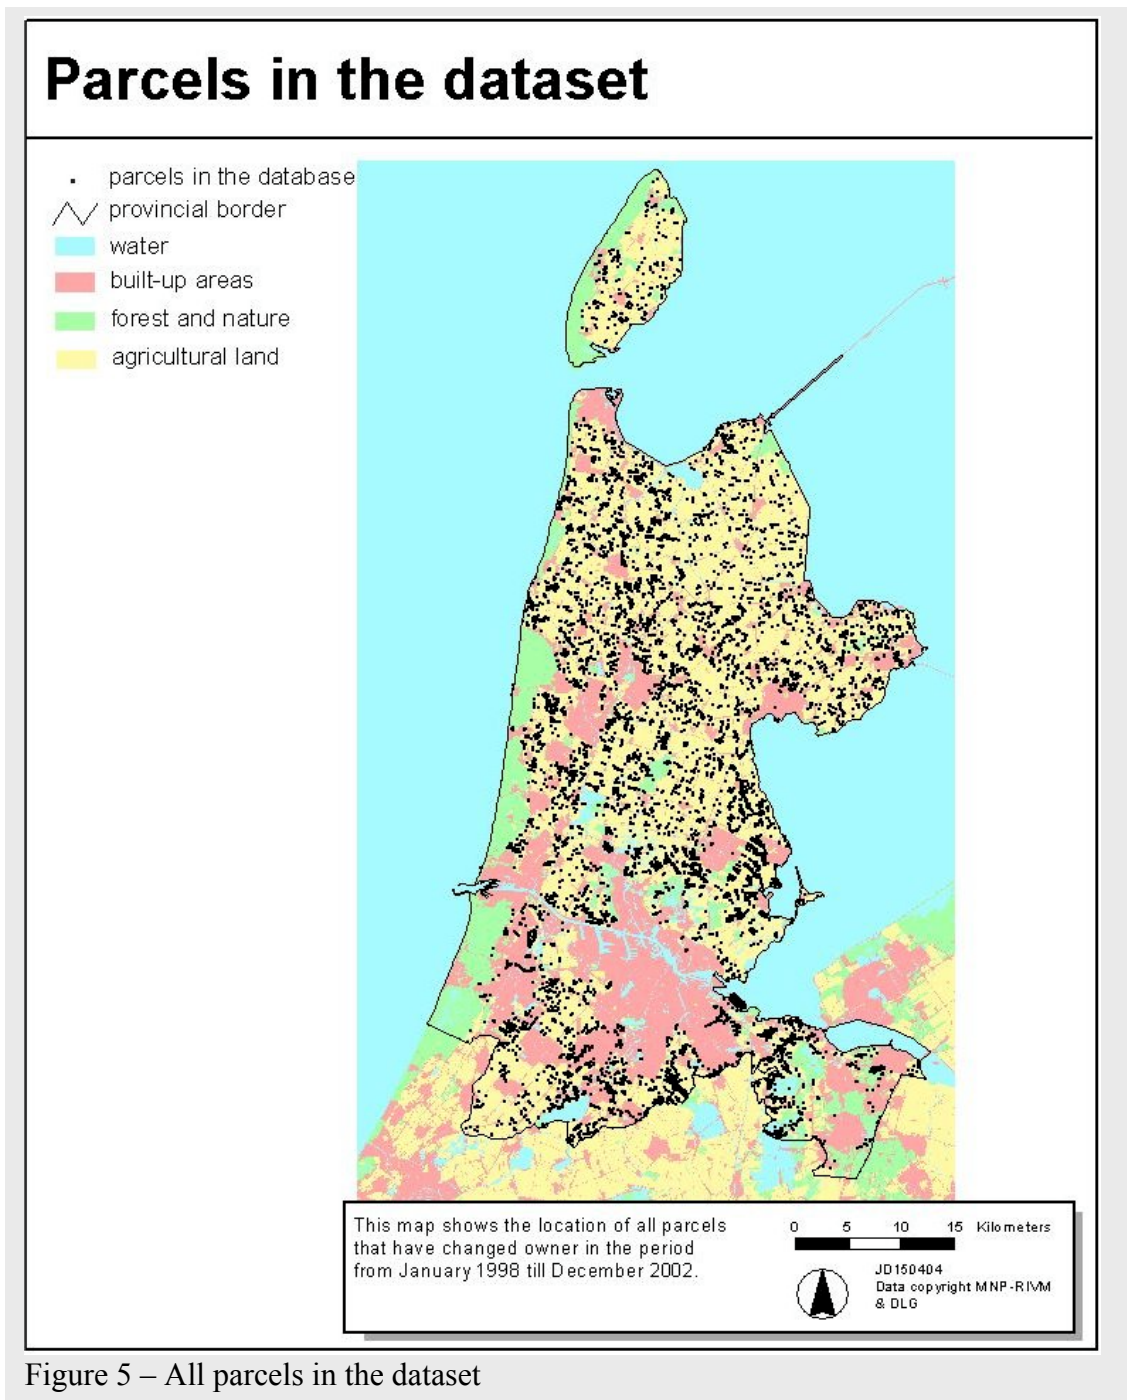 Parcels in the dataset
parcels in the database
provincial border
water
built-up areas
forest and nature
agricultural land
This map shows the location of all parcels
that have changed owner in the period
from January 1998 till December 2002.
0 5 10 15 Kilometers
JD150404
Data copyright MNP-RIVM
& DLG
Figure 5 – All parcels in the dataset